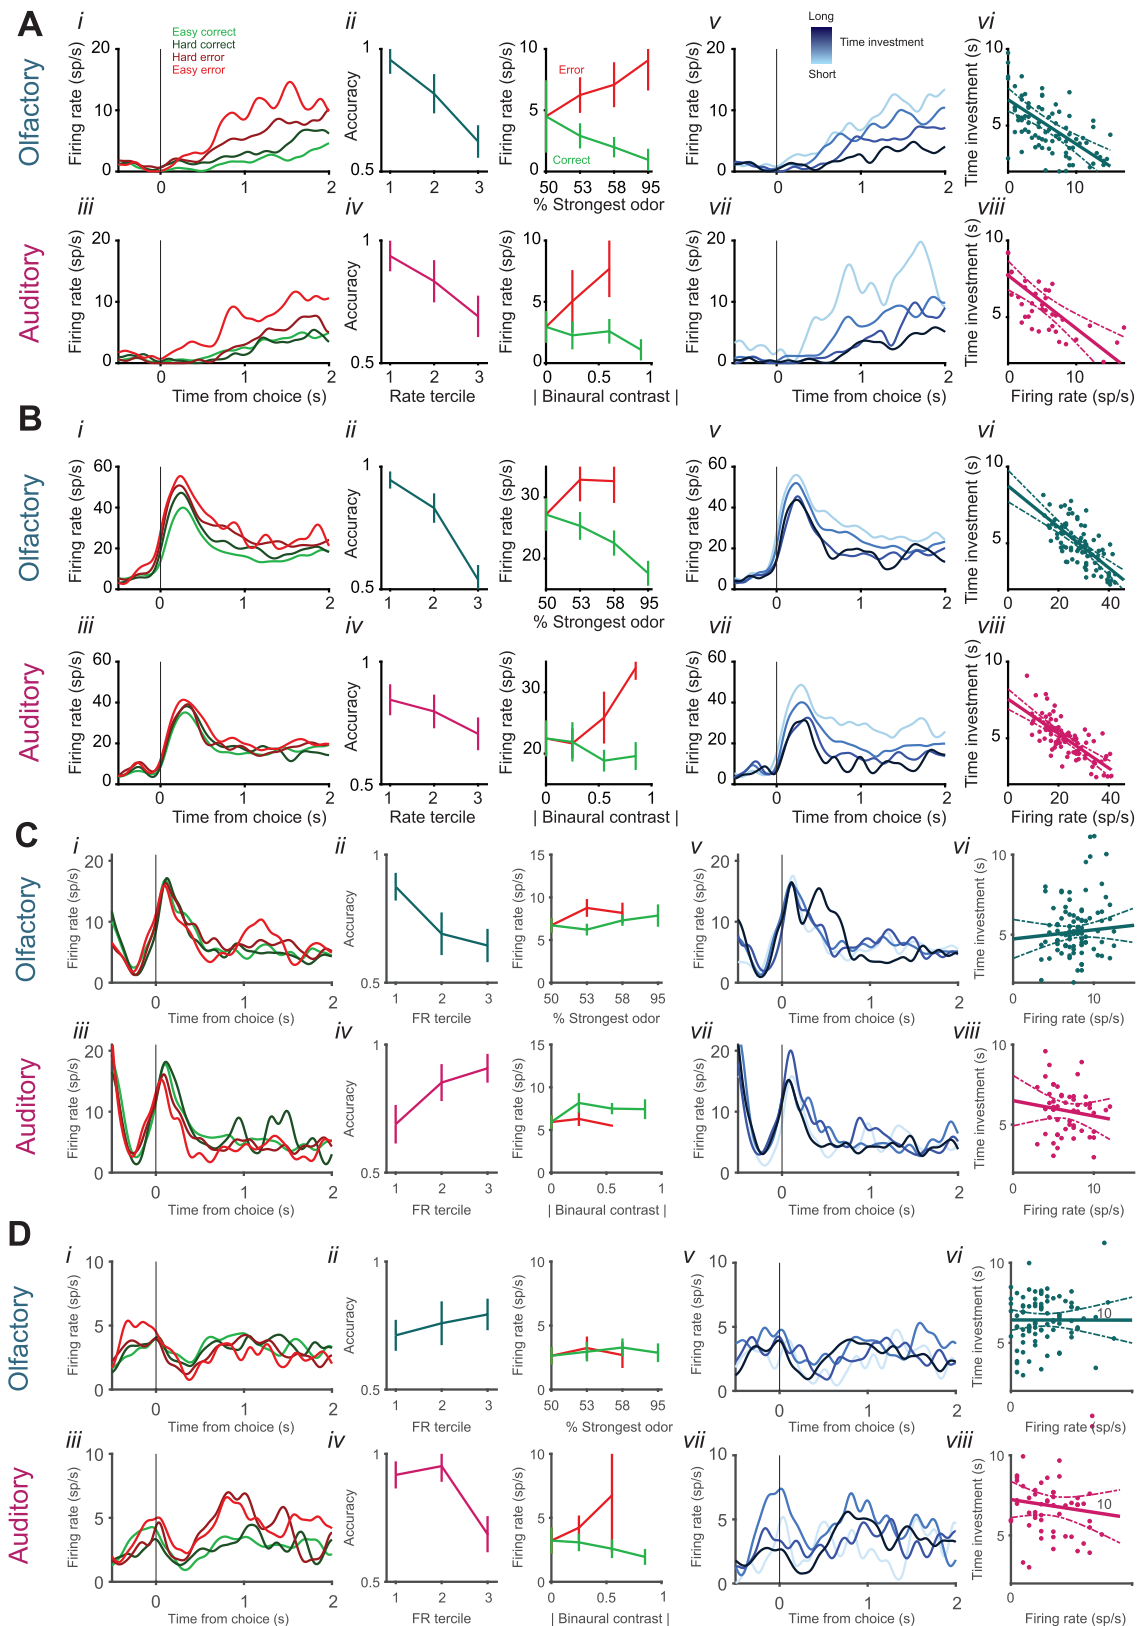 A
i
ii
v
vi
Easy correct
Hard correct
Hard error
Easy error
Long
Time investment
Short
Olfactory
Firing rate (sp/s)
20
10
0
0
1
2
Accuracy
1
0.5
1
2
3
Firing rate (sp/s)
10
5
0
Error
Correct
50
53
58
95
% Strongest odor
Firing rate (sp/s)
20
10
0
0
1
2
Time investment (s)
10
5
0
10
iii
iv
vii
viii
Auditory
Firing rate (sp/s)
20
10
0
0
1
2
Time from choice (s)
Accuracy
1
0.5
1
2
3
Rate tercile
Firing rate (sp/s)
10
5
0
0
0.5
1
| Binaural contrast |
Firing rate (sp/s)
20
10
0
0
1
2
Time from choice (s)
Time investment (s)
10
5
0
10
Firing rate (sp/s)
B
i
ii
v
vi
Olfactory
Firing rate (sp/s)
60
40
20
0
0
1
2
Accuracy
1
0.5
1
2
3
Firing rate (sp/s)
30
20
50
53
58
95
% Strongest odor
Firing rate (sp/s)
60
40
20
0
0
1
2
Time investment (s)
10
5
0
20
40
iii
iv
vii
viii
Auditory
Firing rate (sp/s)
60
40
20
0
0
1
2
Time from choice (s)
Accuracy
1
0.5
1
2
3
Rate tercile
Firing rate (sp/s)
30
20
0
0.5
1
| Binaural contrast |
Firing rate (sp/s)
60
40
20
0
0
1
2
Time from choice (s)
Time investment (s)
10
5
0
20
40
Firing rate (sp/s)
C
i
ii
v
vi
Olfactory
Firing rate (sp/s)
20
10
0
0
1
2
Time from choice (s)
Accuracy
1
0.5
1
2
3
FR tercile
Firing rate (sp/s)
15
10
5
0
50
53
58
95
% Strongest odor
Firing rate (sp/s)
20
10
0
0
1
2
Time from choice (s)
Time investment (s)
10
5
0
10
Firing rate (sp/s)
iii
iv
vii
viii
Auditory
Firing rate (sp/s)
20
10
0
0
1
2
Time from choice (s)
Accuracy
1
0.5
1
2
3
FR tercile
Firing rate (sp/s)
15
10
5
0
0
0.5
1
| Binaural contrast |
Firing rate (sp/s)
20
10
0
0
1
2
Time from choice (s)
Time investment (s)
10
5
0
10
Firing rate (sp/s)
D
i
ii
v
vi
Olfactory
Firing rate (sp/s)
10
5
0
0
1
2
Time from choice (s)
Accuracy
1
0.5
1
2
3
FR tercile
Firing rate (sp/s)
10
5
0
50
53
58
95
% Strongest odor
Firing rate (sp/s)
10
5
0
0
1
2
Time from choice (s)
Time investment (s)
10
5
10
0
Firing rate (sp/s)
iii
iv
vii
viii
Auditory
Firing rate (sp/s)
10
5
0
0
1
2
Time from choice (s)
Accuracy
1
0.5
1
2
3
FR tercile
Firing rate (sp/s)
10
5
0
0
0.5
1
| Binaural contrast |
Firing rate (sp/s)
10
5
0
0
1
2
Time from choice (s)
Time investment (s)
10
5
10
0
Firing rate (sp/s)